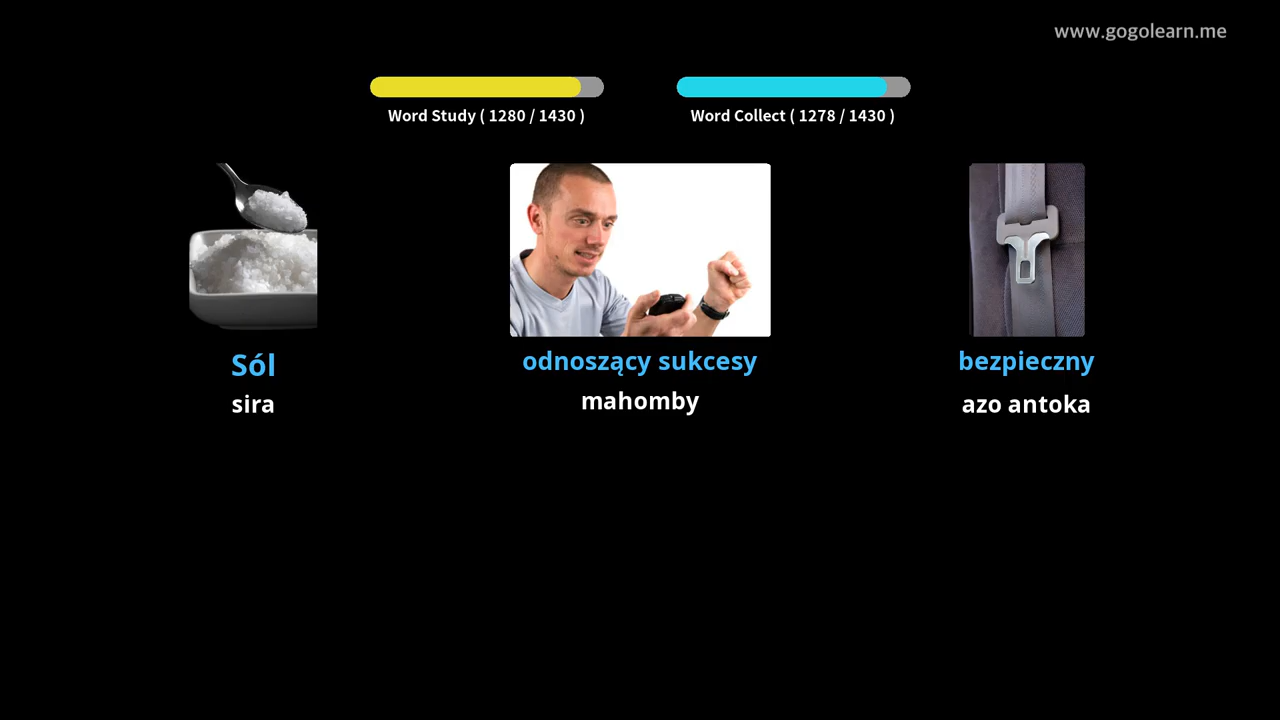 www.gogolearn.me
Word Study ( 1280 / 1430 )
Word Collect ( 1278 / 1430 )
Sól
sira
odnoszący sukcesy
mahomby
bezpieczny
azo antoka